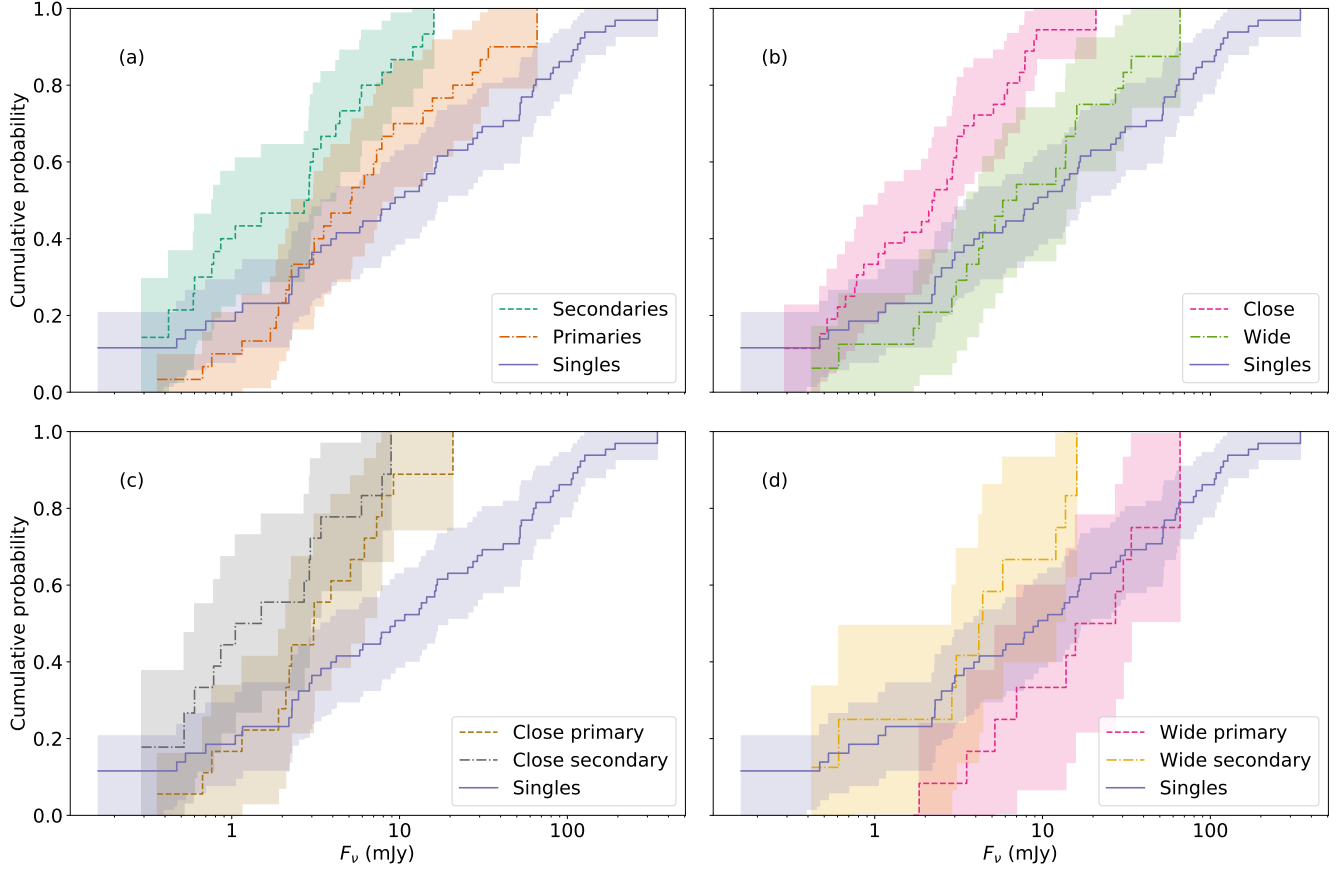 1.0
0.8
0.6
0.4
0.2
0.0
Cumulative probability
(a)
Secondaries
Primaries
Singles
(b)
Close
Wide
Singles
1.0
0.8
0.6
0.4
0.2
0.0
Cumulative probability
(c)
Close primary
Close secondary
Singles
1
10
100
Fν (mJy)
(d)
Wide primary
Wide secondary
Singles
1
10
100
Fν (mJy)